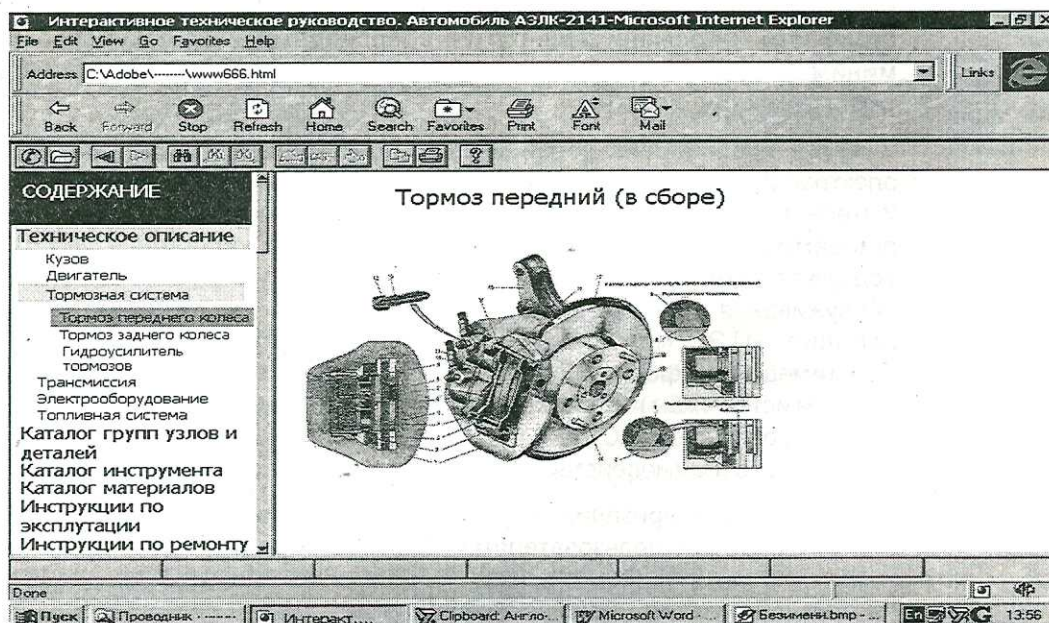 Интерактивное техническое руководство. Автомобиль АЗЛК-2141-Microsoft Internet Explorer
File Edit View Go Favorites Help
Address C:\Adobe\-------\www666.html Links
Back Forward Stop Refresh Home Search Favorites Print Font Mail
СОДЕРЖАНИЕ
Техническое описание
Кузов
Двигатель
Тормозная система
Тормоз переднего колеса
Тормоз заднего колеса
Гидроусилитель
тормозов
Трансмиссия
Электрооборудование
Топливная система
Каталог групп узлов и
деталей
Каталог инструмента
Каталог материалов
Инструкции по
эксплутации
Инструкции по ремонту
Тормоз передний (в сборе)
Done
Пуск Проводник - ------ Интеракт.... Clipboard: Англо-... Microsoft Word - ... Безимени.bmp - ... En 13:56